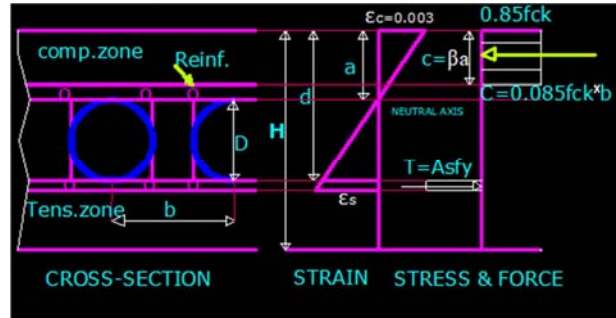 εc=0.003
0.85fck
comp.zone
Reinf.
a
c=βa
d
C=0.085fck*b
H
NEUTRAL AXIS
D
T=Asfy
εs
Tens.zone
b
CROSS-SECTION
STRAIN
STRESS & FORCE